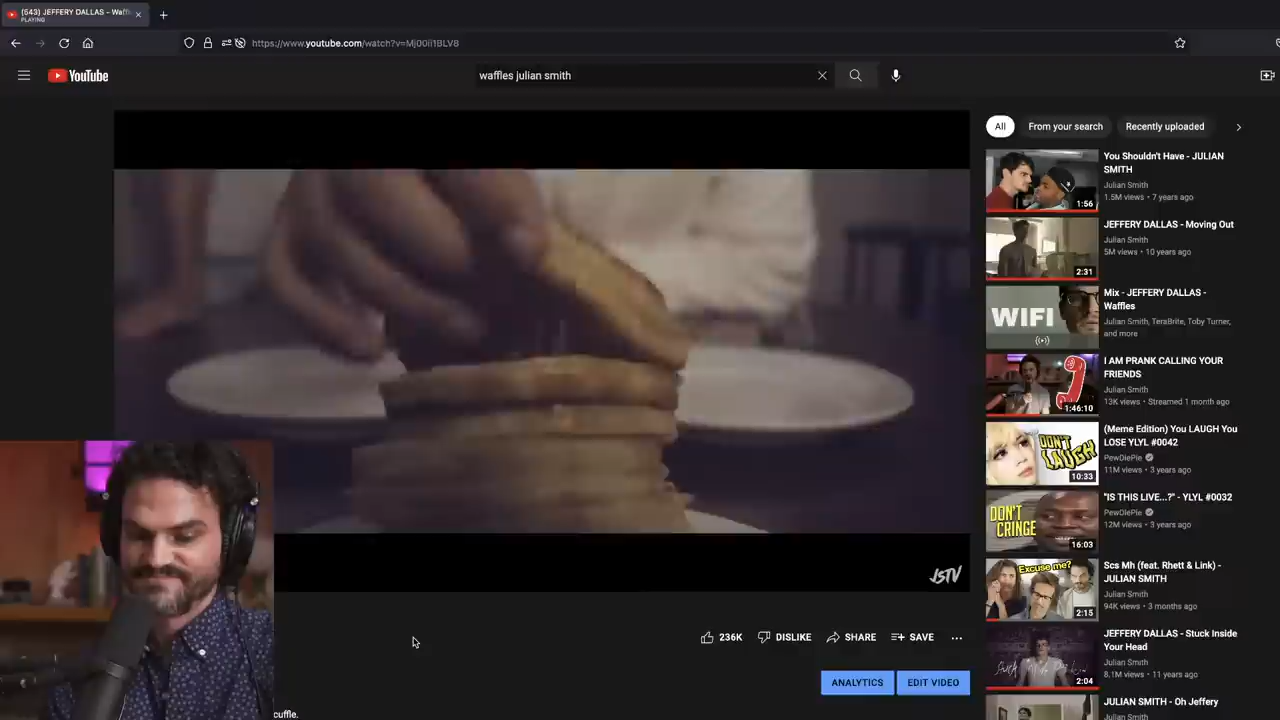 (643) JEFFERY DALLAS - Waffl
PLAYING
https://www.youtube.com/watch?v=Mj00il1BLV8
YouTube
waffles julian smith
All
From your search
Recently uploaded
You Shouldn't Have - JULIAN
SMITH
Julian Smith
1.5M views • 7 years ago
1:56
JEFFERY DALLAS - Moving Out
Julian Smith
5M views • 10 years ago
2:31
Mix - JEFFERY DALLAS -
Waffles
Julian Smith, TeraBrite, Toby Turner,
and more
WIFI
I AM PRANK CALLING YOUR
FRIENDS
Julian Smith
13K views • Streamed 1 month ago
1:46:10
(Meme Edition) You LAUGH You
LOSE YLYL #0042
PewDiePie
11M views • 3 years ago
DON'T
LAUGH
10:33
"IS THIS LIVE...?" - YLYL #0032
PewDiePie
12M views • 3 years ago
DON'T
CRINGE
16:03
Scs Mh (feat. Rhett & Link) -
JULIAN SMITH
Julian Smith
94K views • 3 months ago
Excuse me?
2:15
JEFFERY DALLAS - Stuck Inside
Your Head
Julian Smith
8.1M views • 11 years ago
2:04
JULIAN SMITH - Oh Jeffery
JSTV
236K
DISLIKE
SHARE
SAVE
ANALYTICS
EDIT VIDEO
cuffle.